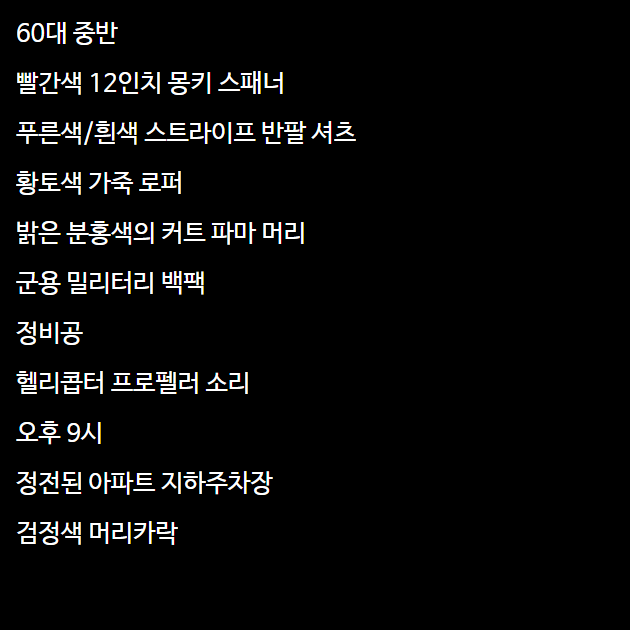 60대 중반
빨간색 12인치 몽키 스패너
푸른색/흰색 스트라이프 반팔 셔츠
황토색 가죽 로퍼
밝은 분홍색의 커트 파마 머리
군용 밀리터리 백팩
정비공
헬리콥터 프로펠러 소리
오후 9시
정전된 아파트 지하주차장
검정색 머리카락